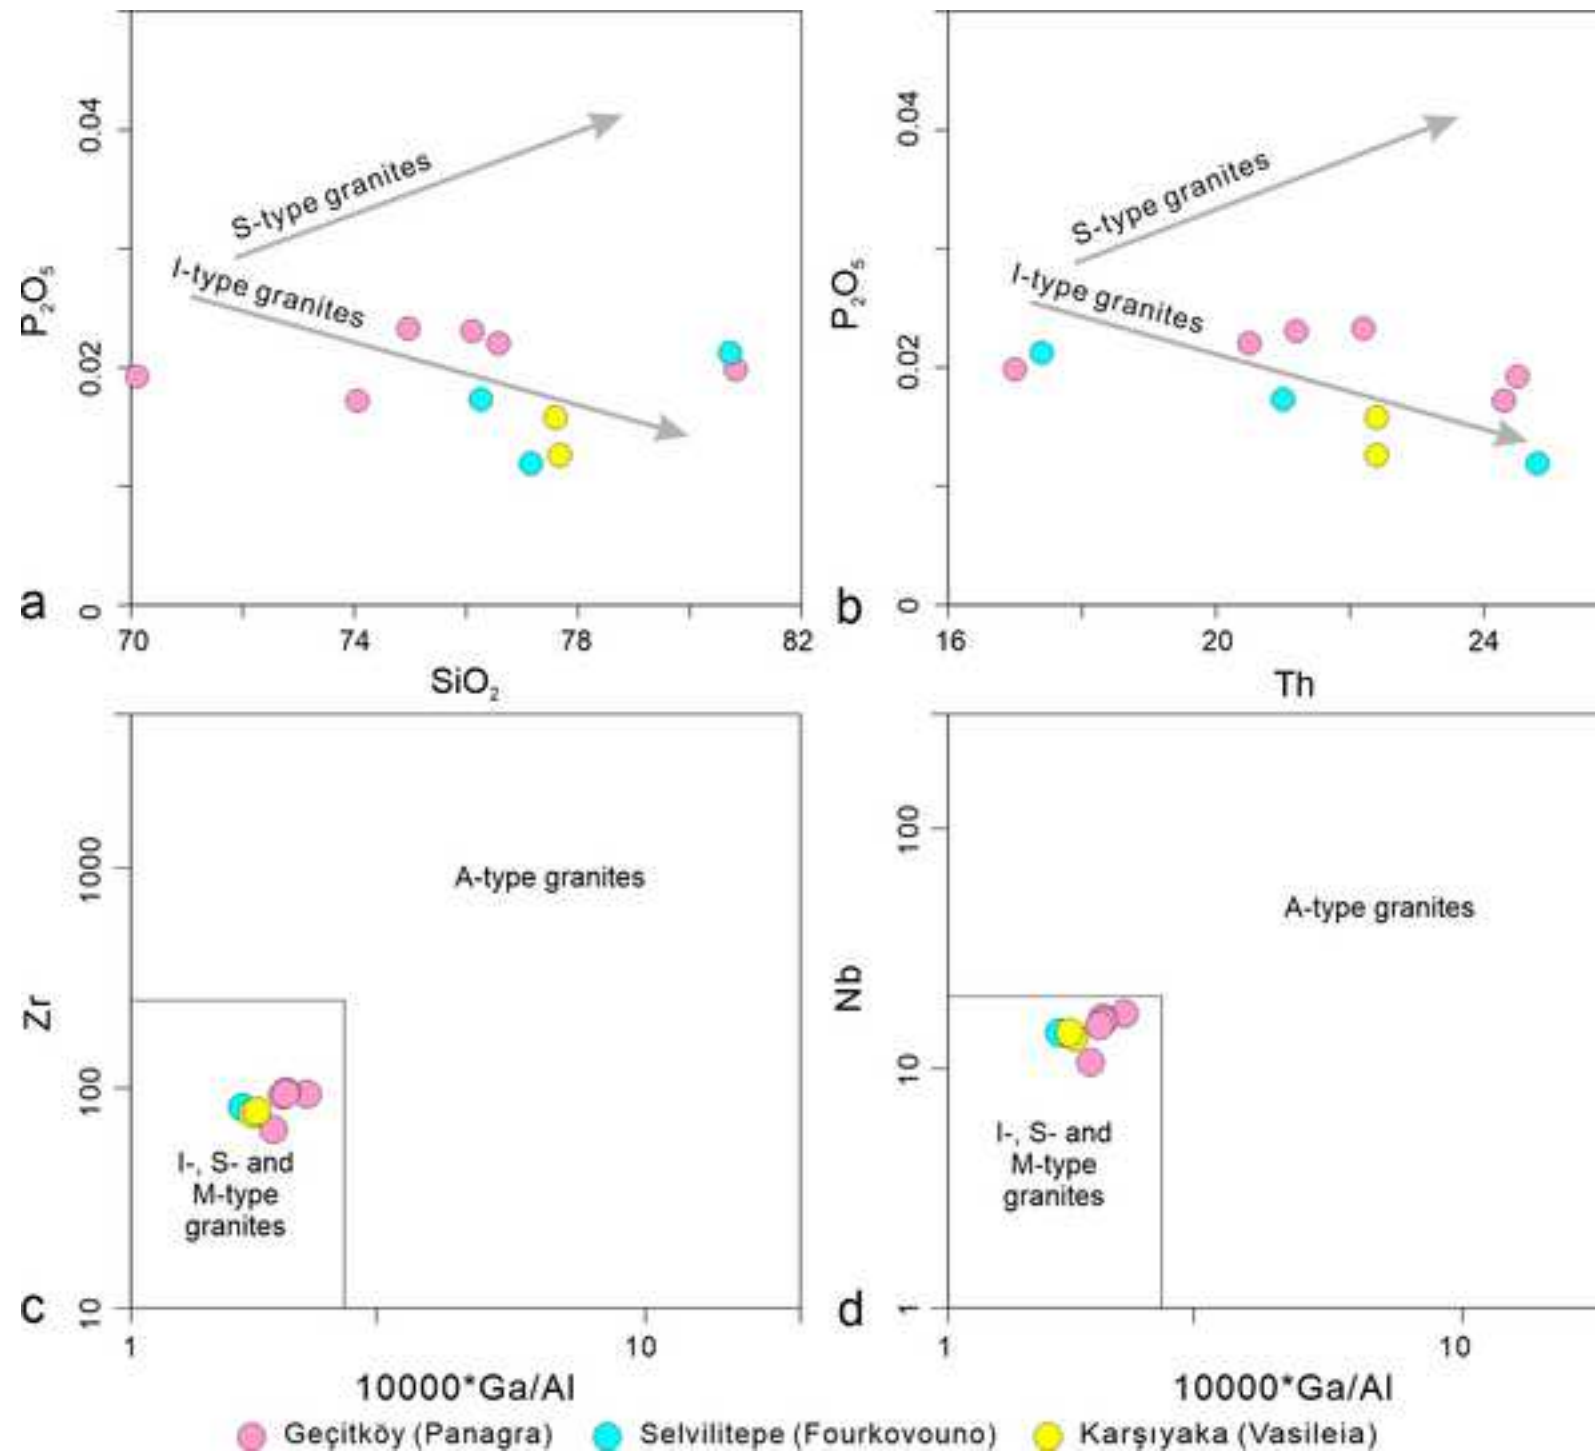 0.04
S-type granites
I-type granites
P₂O₅
0.02
0
a
70
74
78
82
SiO₂
0.04
S-type granites
I-type granites
P₂O₅
0.02
0
b
16
20
24
Th
1000
A-type granites
Zr
100
I-, S- and
M-type
granites
10
c
1
10
10000*Ga/Al
100
A-type granites
Nb
10
I-, S- and
M-type
granites
1
d
1
10
10000*Ga/Al
Geçitköy (Panagra)
Selvilitepe (Fourkovouno)
Karşıyaka (Vasileia)